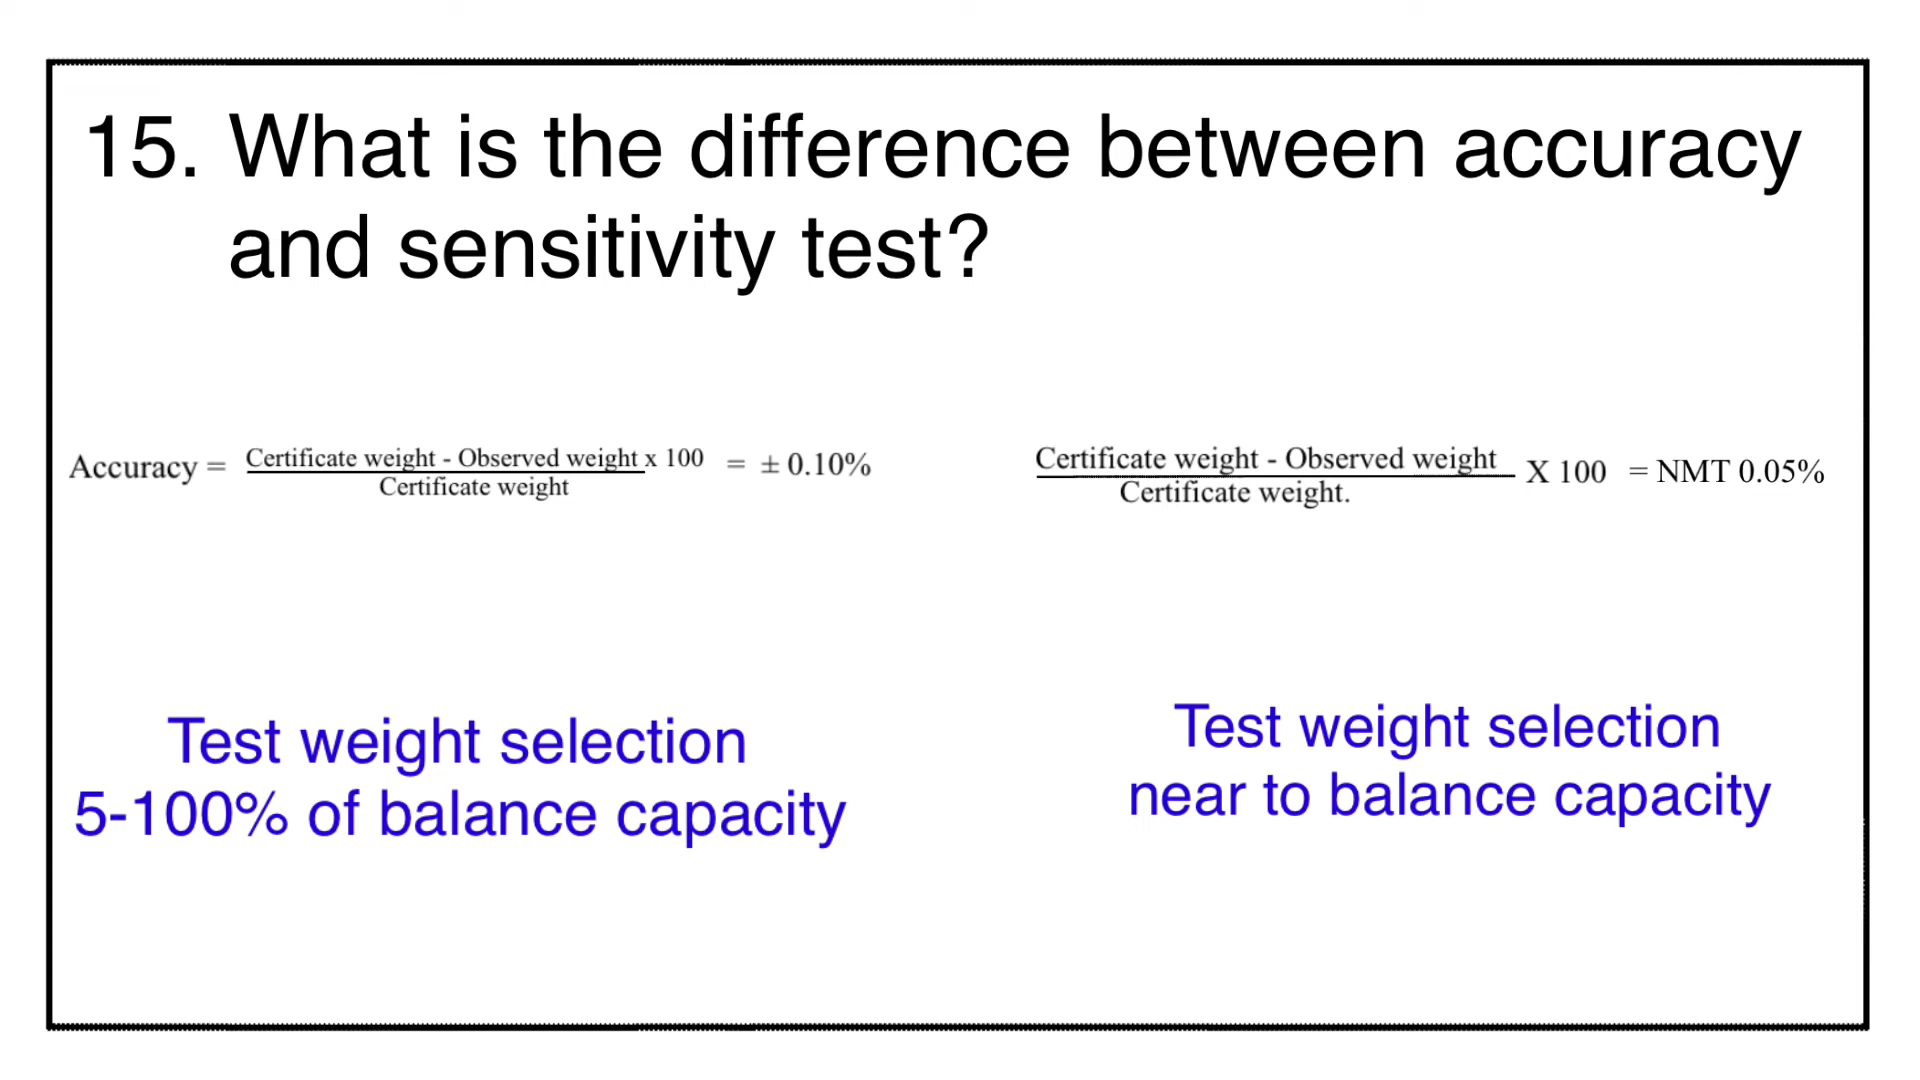 15. What is the difference between accuracy
and sensitivity test?
Accuracy = Certificate weight - Observed weight x 100 = ± 0.10%
Certificate weight
Certificate weight - Observed weight X 100 = NMT 0.05%
Certificate weight.
Test weight selection
5-100% of balance capacity
Test weight selection
near to balance capacity